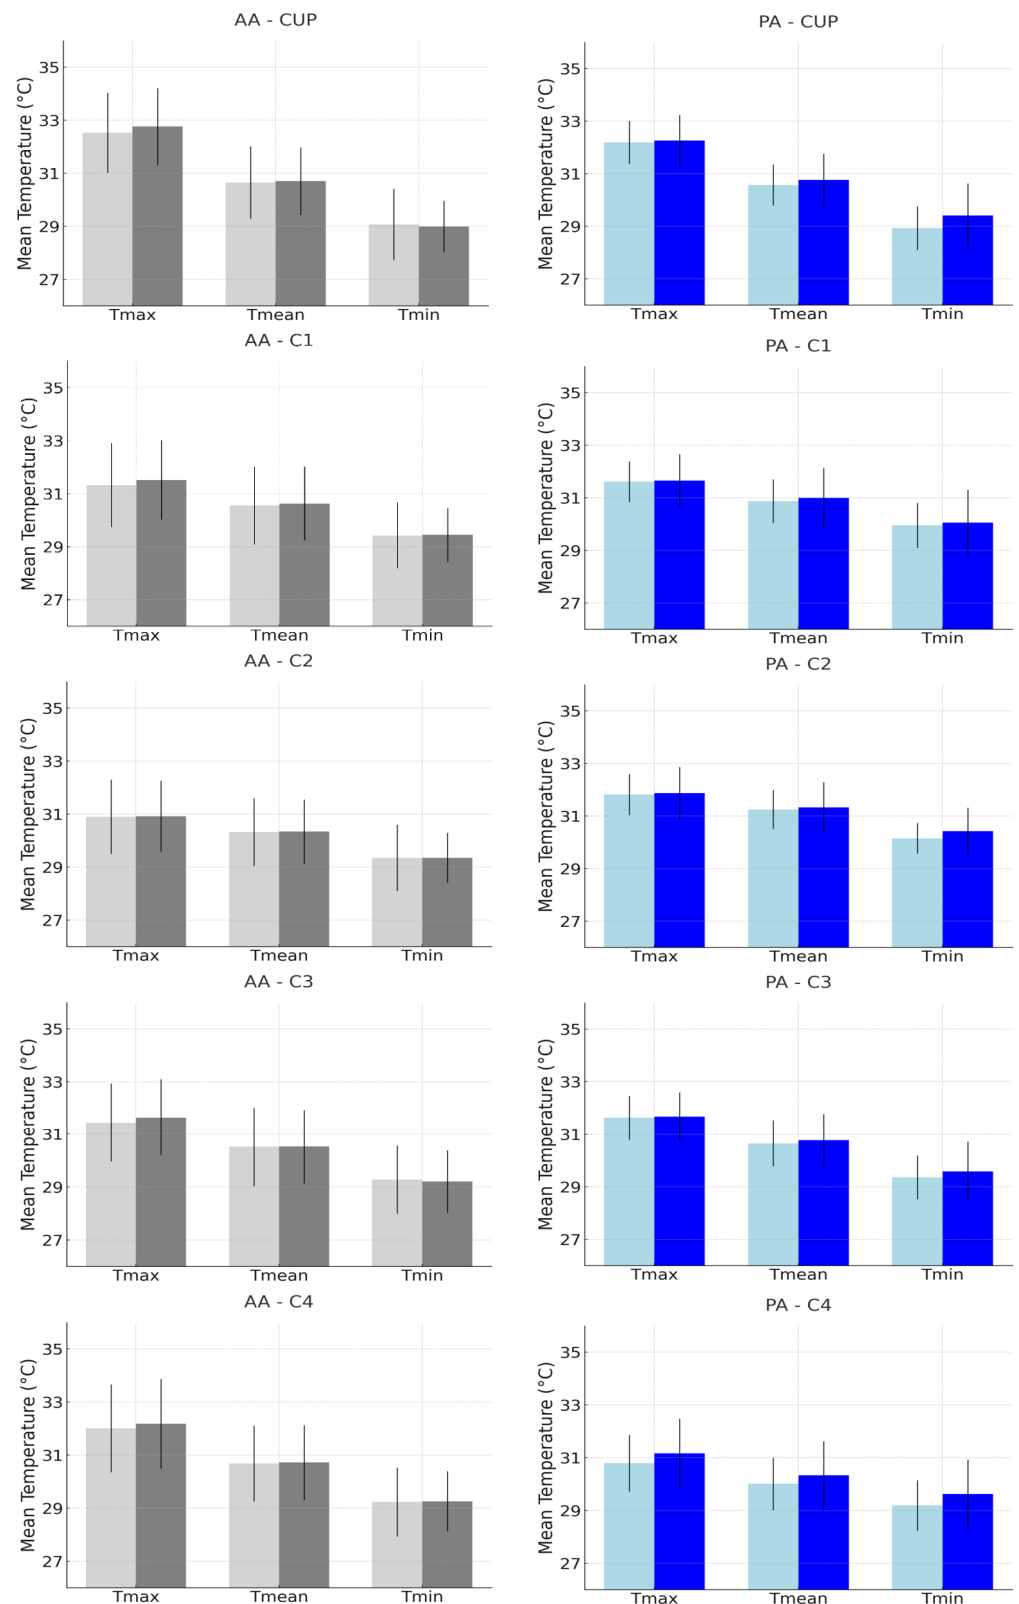 AA - CUP
Mean Temperature (°C)
35
33
31
29
27
Tmax Tmean Tmin
PA - CUP
Mean Temperature (°C)
35
33
31
29
27
Tmax Tmean Tmin
AA - C1
Mean Temperature (°C)
35
33
31
29
27
Tmax Tmean Tmin
PA - C1
Mean Temperature (°C)
35
33
31
29
27
Tmax Tmean Tmin
AA - C2
Mean Temperature (°C)
35
33
31
29
27
Tmax Tmean Tmin
PA - C2
Mean Temperature (°C)
35
33
31
29
27
Tmax Tmean Tmin
AA - C3
Mean Temperature (°C)
35
33
31
29
27
Tmax Tmean Tmin
PA - C3
Mean Temperature (°C)
35
33
31
29
27
Tmax Tmean Tmin
AA - C4
Mean Temperature (°C)
35
33
31
29
27
Tmax Tmean Tmin
PA - C4
Mean Temperature (°C)
35
33
31
29
27
Tmax Tmean Tmin